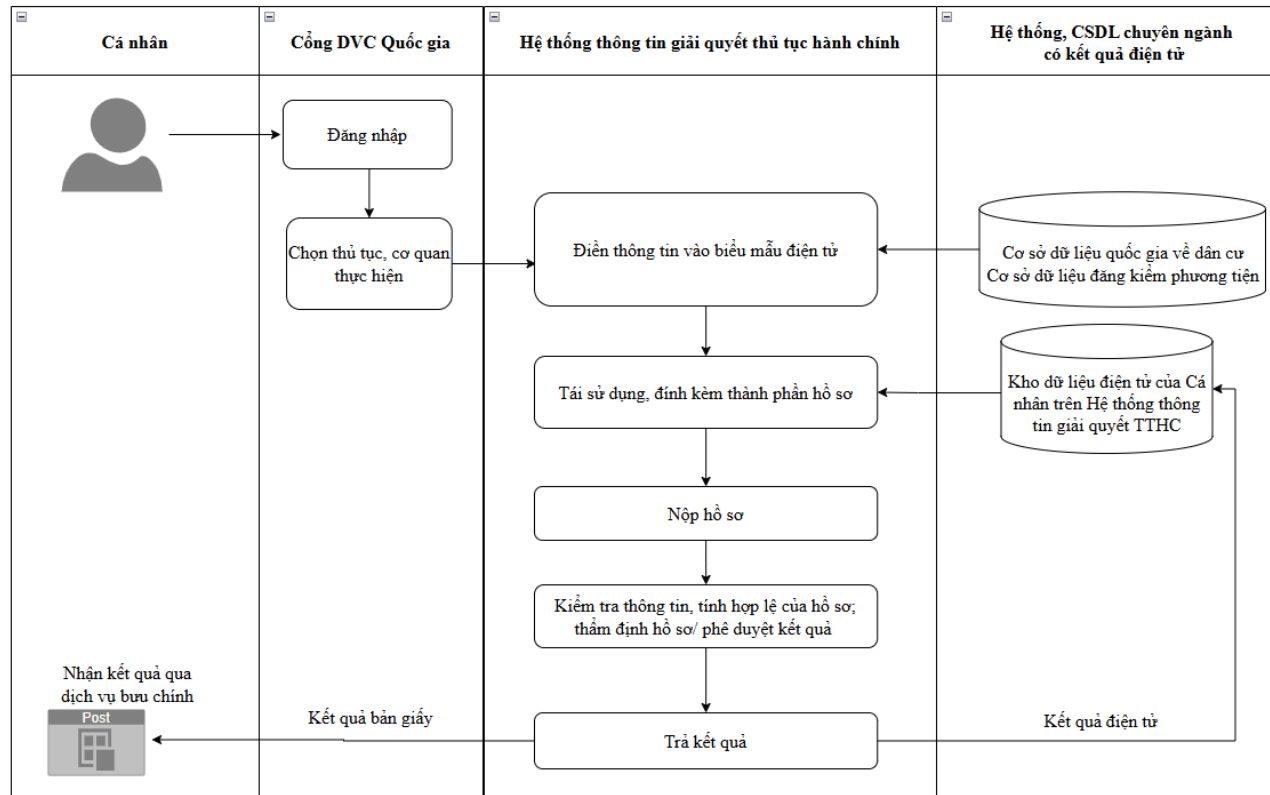 Cá nhân
Cổng DVC Quốc gia
Hệ thống thông tin giải quyết thủ tục hành chính
Hệ thống, CSDL chuyên ngành
có kết quả điện tử
Đăng nhập
Chọn thủ tục, cơ quan
thực hiện
Điền thông tin vào biểu mẫu điện tử
Cơ sở dữ liệu quốc gia về dân cư
Cơ sở dữ liệu đăng kiểm phương tiện
Tái sử dụng, đính kèm thành phần hồ sơ
Kho dữ liệu điện tử của Cá
nhân trên Hệ thống thông
tin giải quyết TTHC
Nộp hồ sơ
Kiểm tra thông tin, tính hợp lệ của hồ sơ;
thẩm định hồ sơ/ phê duyệt kết quả
Nhận kết quả qua
dịch vụ bưu chính
Post
Kết quả bản giấy
Trả kết quả
Kết quả điện tử